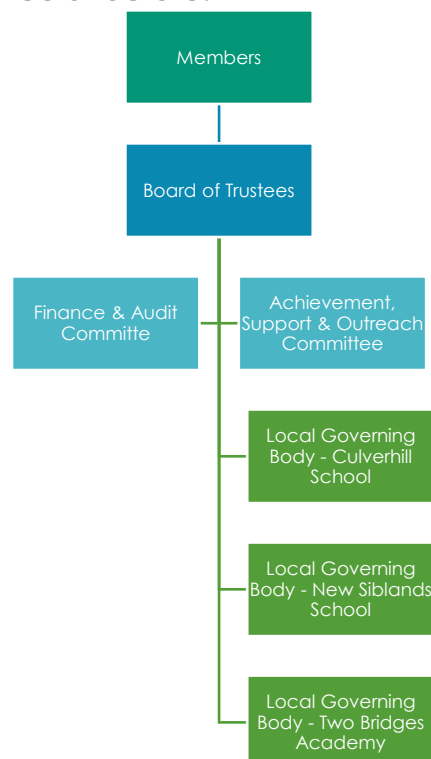 Members
Board of Trustees
Finance & Audit
Committe
Achievement,
Support & Outreach
Committee
Local Governing
Body - Culverhill
School
Local Governing
Body - New Siblands
School
Local Governing
Body - Two Bridges
Academy